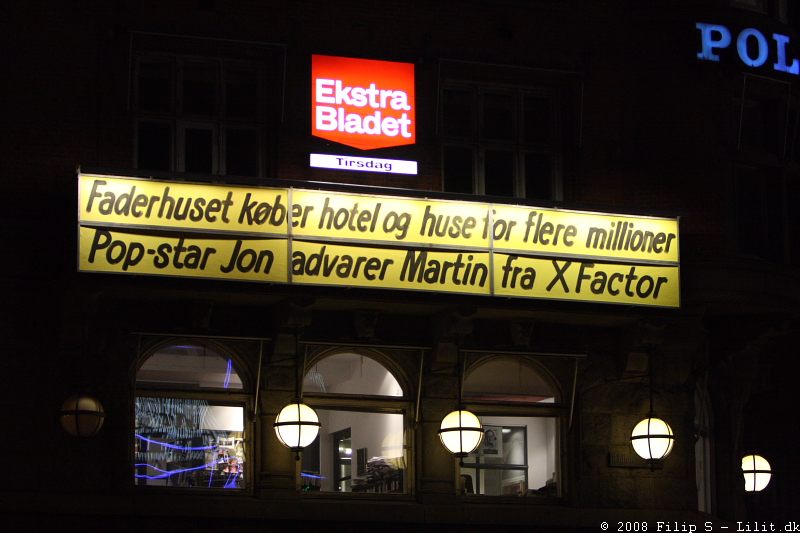 POL
Ekstra
Bladet
Tirsdag
Faderhuset køber hotel og huse for flere millioner
Pop-star Jon advarer Martin fra X Factor
© 2008 Filip S - Lilit.dk